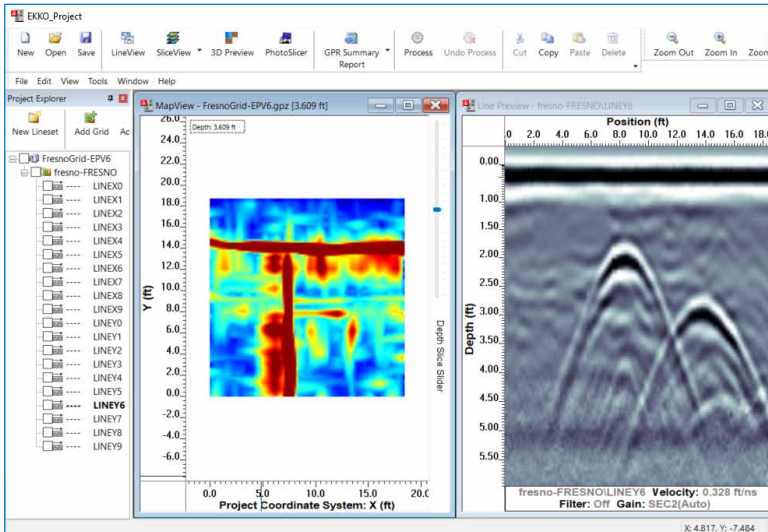 EKKO_Project
New Open Save LineView SliceView 3D Preview PhotoSlicer GPR Summary Report Process Undo Process Cut Copy Paste Delete Zoom Out Zoom In Zoom
File Edit View Tools Window Help
Project Explorer
New Lineset Add Grid Ac
FresnoGrid-EPV6
fresno-FRESNO
---- LINEX0
---- LINEX1
---- LINEX2
---- LINEX3
---- LINEX4
---- LINEX5
---- LINEX6
---- LINEX7
---- LINEX8
---- LINEX9
---- LINEY0
---- LINEY1
---- LINEY2
---- LINEY3
---- LINEY4
---- LINEY5
---- LINEY6
---- LINEY7
---- LINEY8
---- LINEY9
MapView - FresnoGrid-EPV6.gpz [3.609 ft]
Depth: 3.609 ft
26.0
24.0
22.0
20.0
18.0
16.0
14.0
12.0
10.0
8.0
6.0
4.0
2.0
0.0
-2.0
-4.0
-6.0
Y (ft)
0.0 5.0 10.0 15.0 20.0
Project Coordinate System: X (ft)
Depth Slice Slider
Line Preview - fresno-FRESNO\LINEY6
Position (ft)
.0 2.0 4.0 6.0 8.0 10.0 12.0 14.0 16.0 18.
0.00
1.00
1.50
2.00
2.50
3.00
3.50
4.00
4.50
5.00
5.50
Depth (ft)
fresno-FRESNO\LINEY6 Velocity: 0.328 ft/ns
Filter: Off Gain: SEC2(Auto)
X: 4.817, Y: -7.484